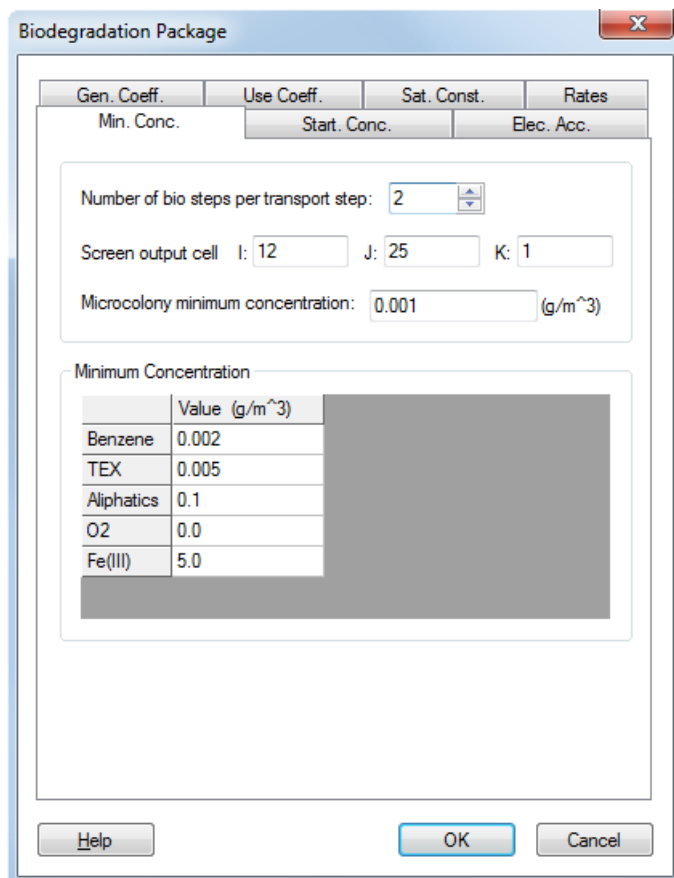 Biodegradation Package
Gen. Coeff. Use Coeff. Sat. Const. Rates
Min. Conc. Start. Conc. Elec. Acc.
Number of bio steps per transport step: 2
Screen output cell I: 12 J: 25 K: 1
Microcolony minimum concentration: 0.001 (g/m^3)
Minimum Concentration
Value (g/m^3)
Benzene 0.002
TEX 0.005
Aliphatics 0.1
O2 0.0
Fe(III) 5.0
Help OK Cancel